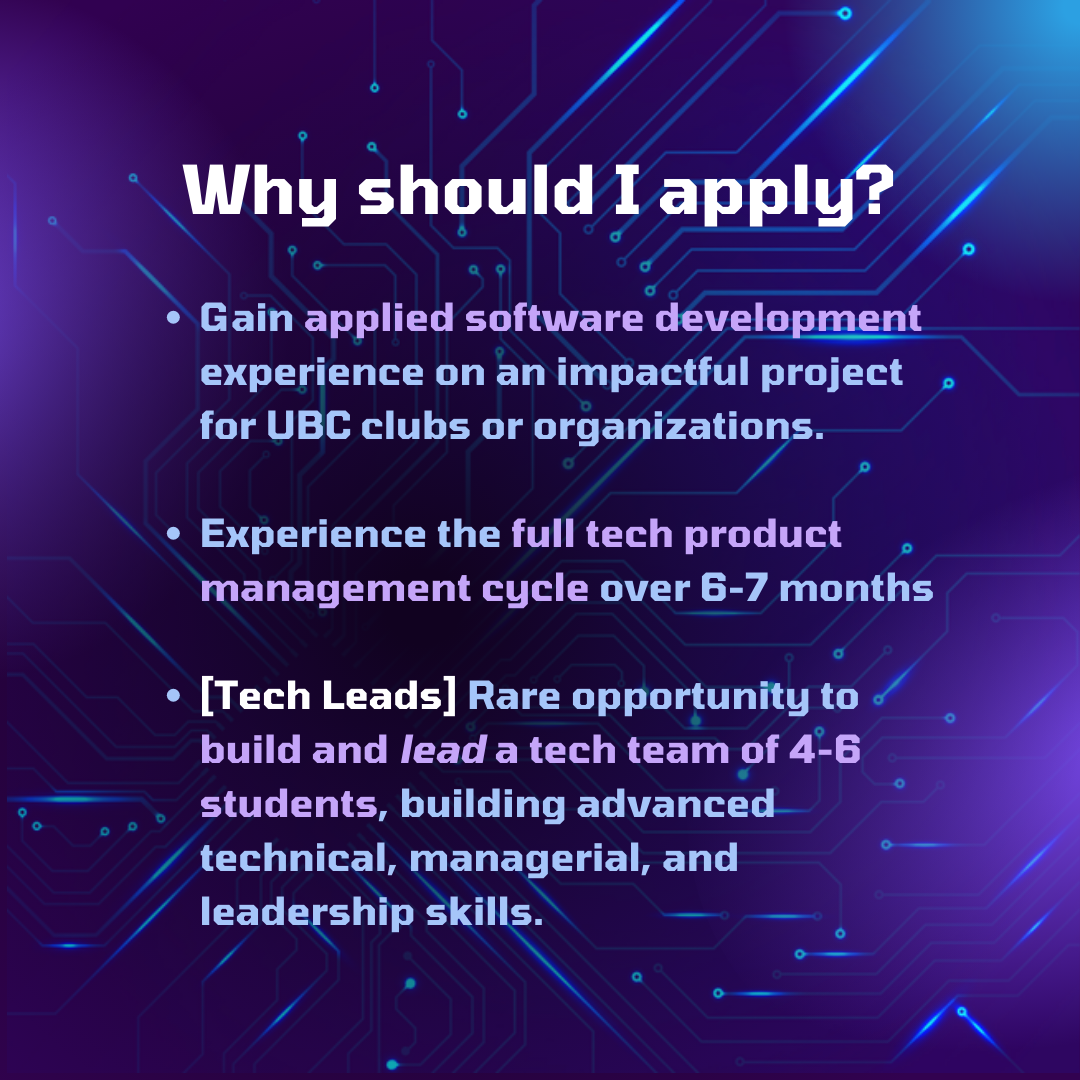 Why should I apply?
• Gain applied software development
experience on an impactful project
for UBC clubs or organizations.
• Experience the full tech product
management cycle over 6-7 months
• [Tech Leads] Rare opportunity to
build and lead a tech team of 4-6
students, building advanced
technical, managerial, and
leadership skills.